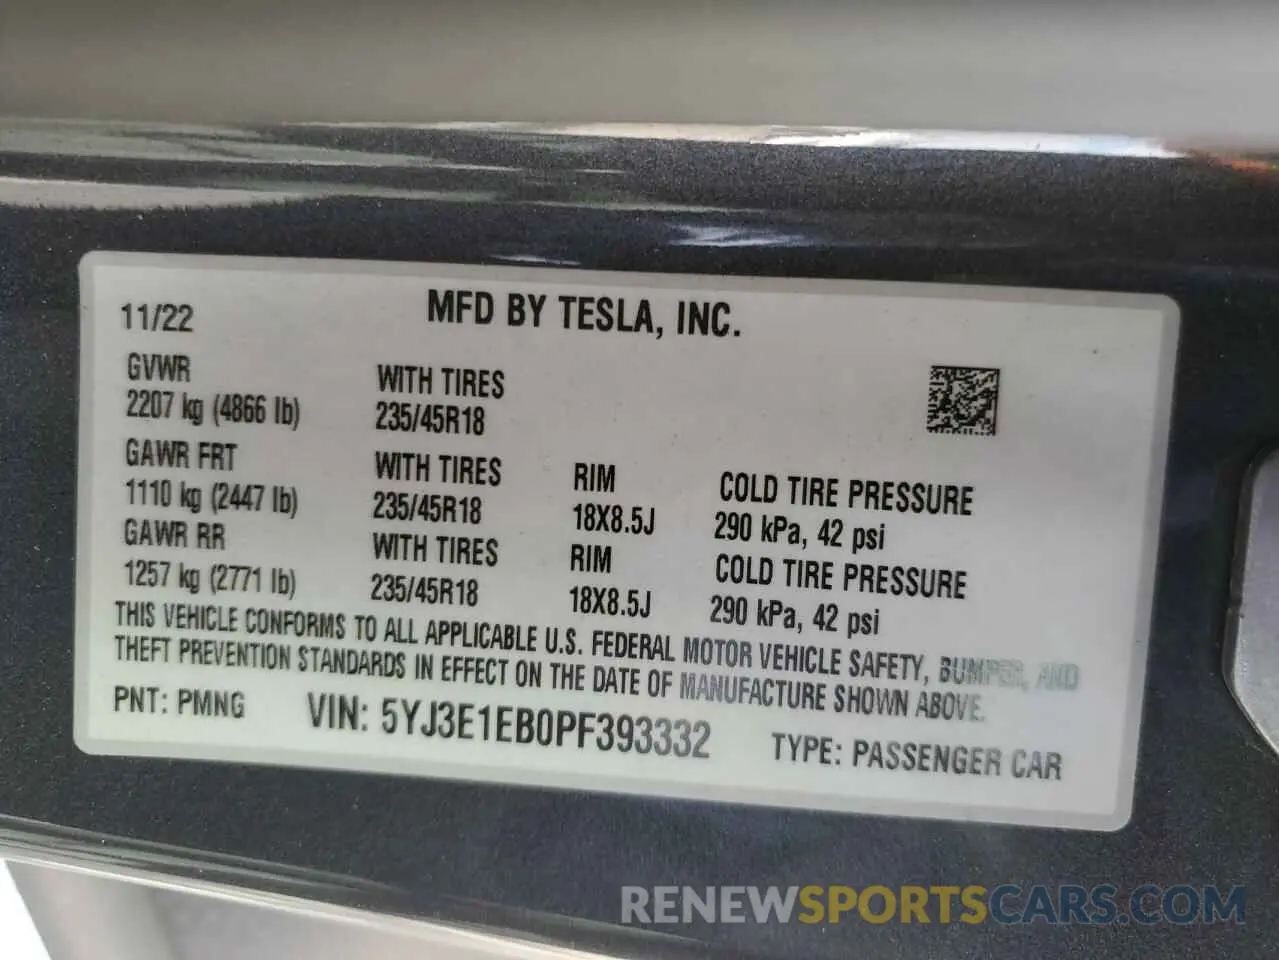 MFD BY TESLA, INC.
11/22
GVWR
2207 kg (4866 lb)
WITH TIRES
235/45R18
GAWR FRT
1110 kg (2447 lb)
WITH TIRES
235/45R18
RIM
18X8.5J
COLD TIRE PRESSURE
290 kPa, 42 psi
GAWR RR
1257 kg (2771 lb)
WITH TIRES
235/45R18
RIM
18X8.5J
COLD TIRE PRESSURE
290 kPa, 42 psi
THIS VEHICLE CONFORMS TO ALL APPLICABLE U.S. FEDERAL MOTOR VEHICLE SAFETY, BUMPER, AND
THEFT PREVENTION STANDARDS IN EFFECT ON THE DATE OF MANUFACTURE SHOWN ABOVE.
PNT: PMNG VIN: 5YJ3E1EB0PF393332 TYPE: PASSENGER CAR
RENEWSPORTSCARS.COM